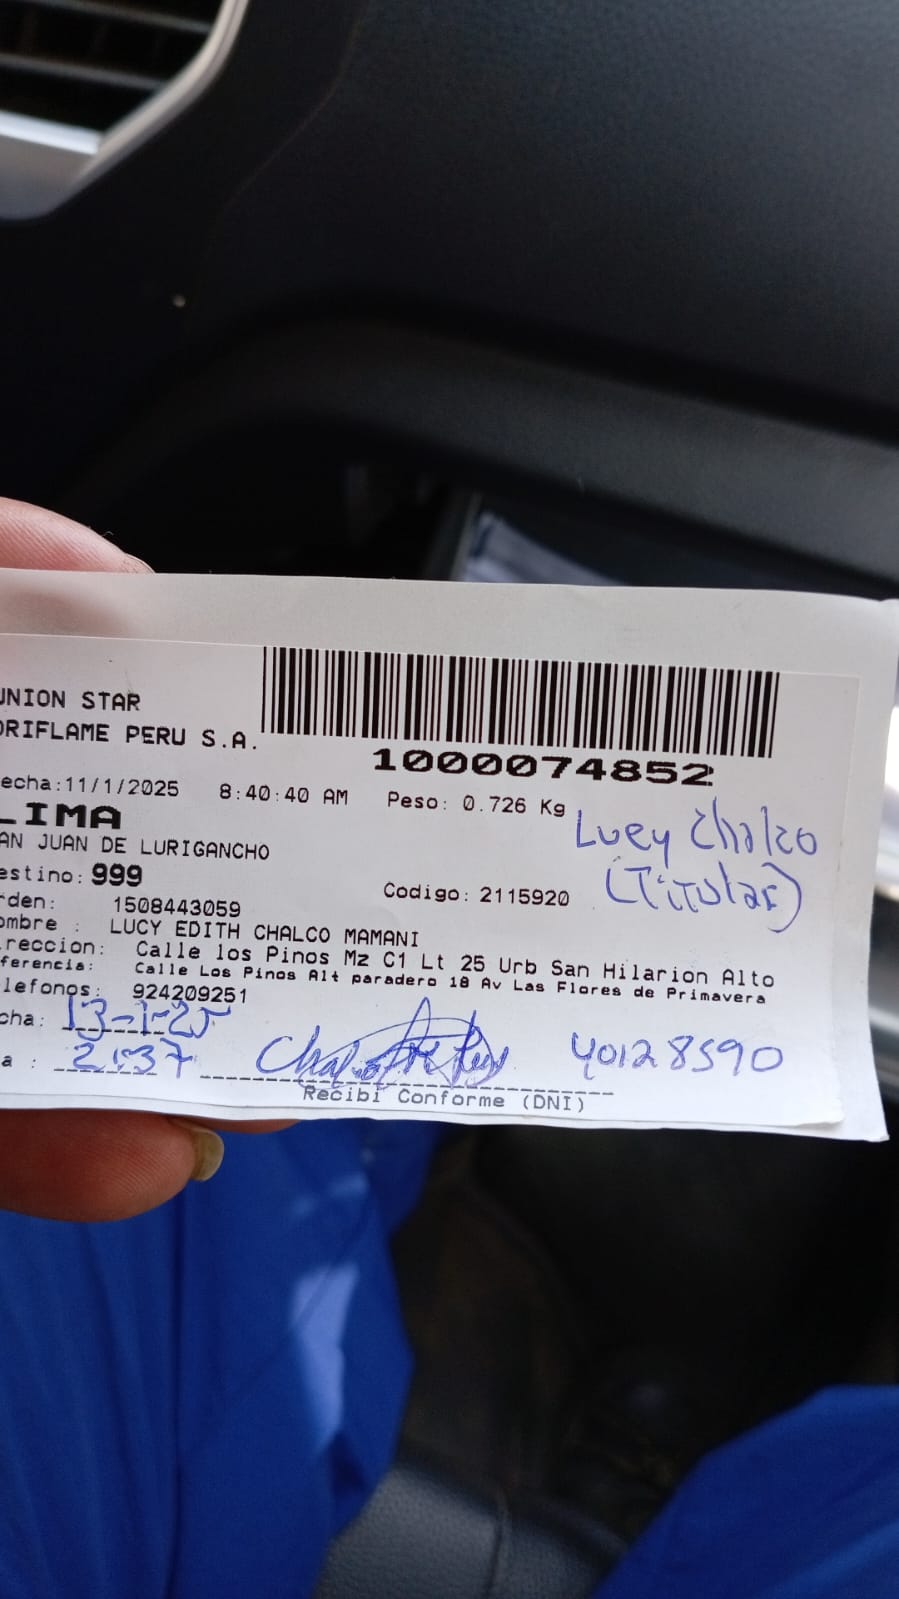 UNION STAR
ORIFLAME PERU S.A.
1000074852
echa:11/1/2025 8:40:40 AM Peso: 0.726 Kg
LIMA
Lucy Chalco
AN JUAN DE LURIGANCHO
(Titular)
estino: 999
Codigo: 2115920
rden: 1508443059
ombre : LUCY EDITH CHALCO MAMANI
reccion: Calle los Pinos Mz C1 Lt 25 Urb San Hilarion Alto
ferencia: Calle Los Pinos Alt paradero 18 Av Las Flores de Primavera
lefonos: 924209251
cha: 13-1-25
a : 2:37
40128590
Recibi Conforme (DNI)